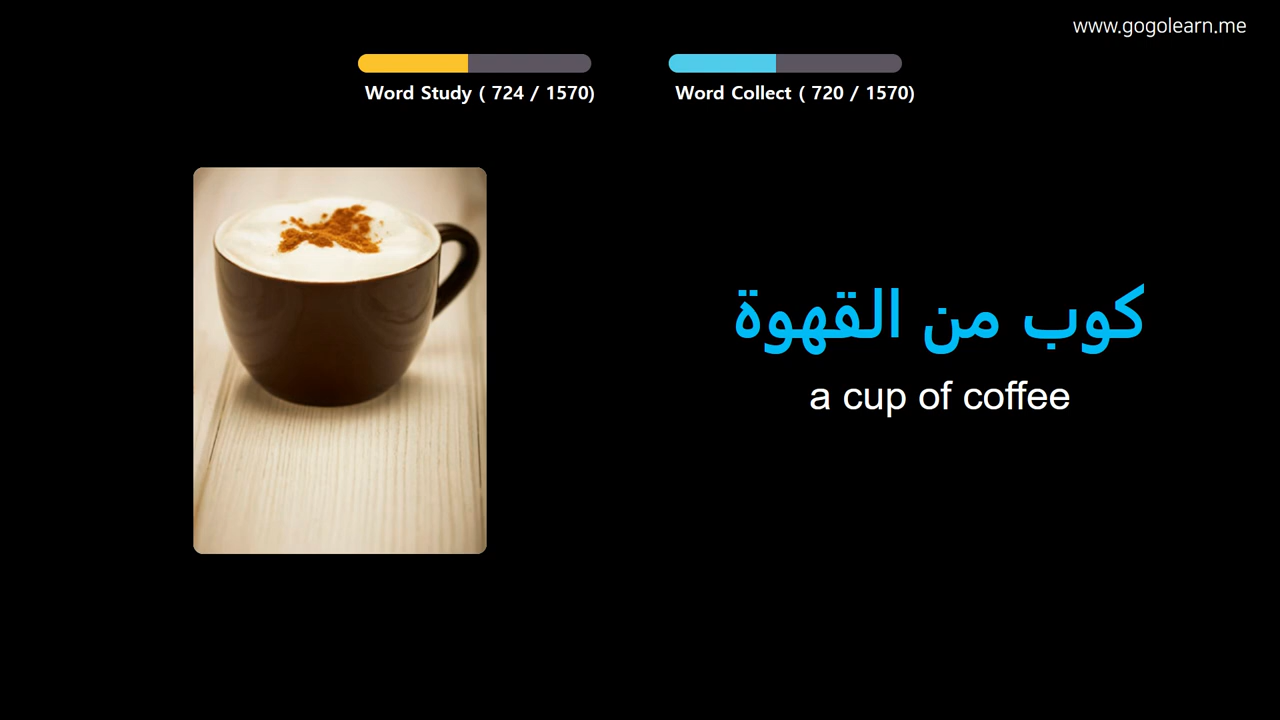 www.gogolearn.me
Word Study ( 724 / 1570)
Word Collect ( 720 / 1570)
كوب من القهوة
a cup of coffee